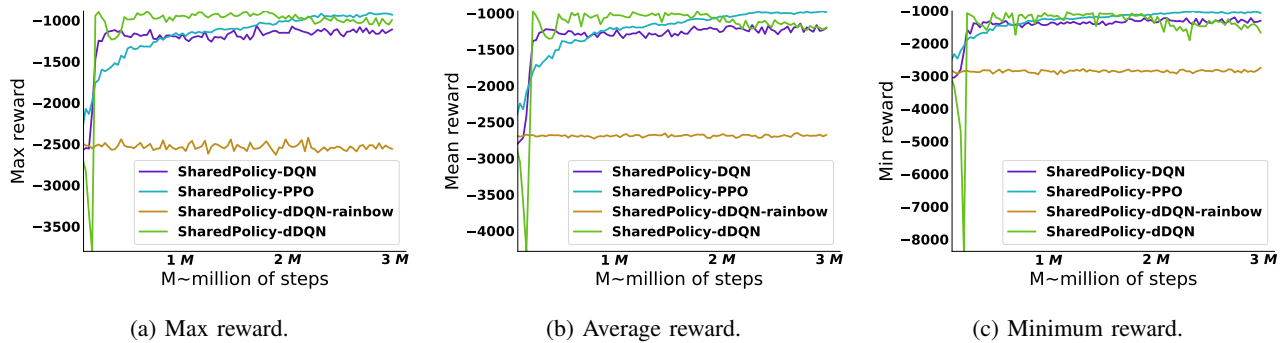 Max reward
−1000
−1500
−2000
−2500
−3000
−3500
SharedPolicy-DQN
SharedPolicy-PPO
SharedPolicy-dDQN-rainbow
SharedPolicy-dDQN
1 M
2 M
3 M
M~million of steps
(a) Max reward.
Mean reward
−1000
−1500
−2000
−2500
−3000
−3500
−4000
SharedPolicy-DQN
SharedPolicy-PPO
SharedPolicy-dDQN-rainbow
SharedPolicy-dDQN
1 M
2 M
3 M
M~million of steps
(b) Average reward.
Min reward
−1000
−2000
−3000
−4000
−5000
−6000
−7000
−8000
SharedPolicy-DQN
SharedPolicy-PPO
SharedPolicy-dDQN-rainbow
SharedPolicy-dDQN
1 M
2 M
3 M
M~million of steps
(c) Minimum reward.